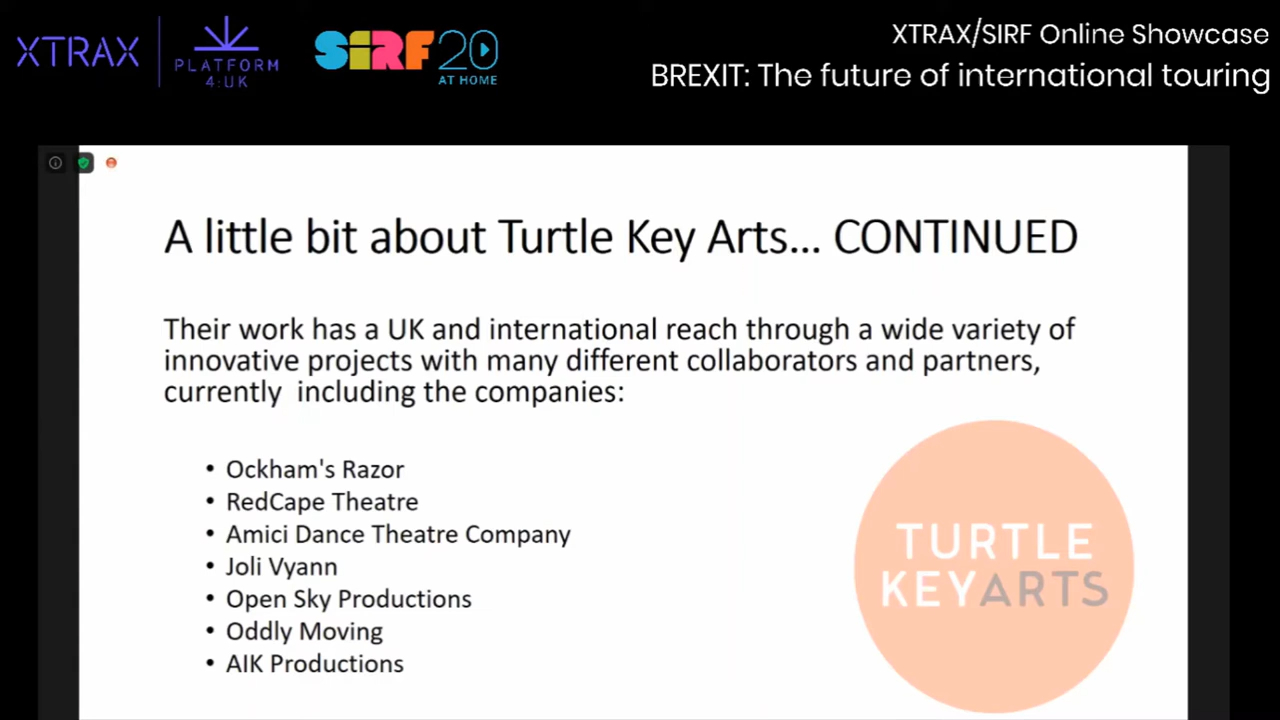 XTRAX
PLATFORM
4:UK
SIRF20
AT HOME
XTRAX/SIRF Online Showcase
BREXIT: The future of international touring
A little bit about Turtle Key Arts... CONTINUED
Their work has a UK and international reach through a wide variety of
innovative projects with many different collaborators and partners,
currently  including the companies:
• Ockham's Razor
• RedCape Theatre
• Amici Dance Theatre Company
• Joli Vyann
• Open Sky Productions
• Oddly Moving
• AIK Productions
TURTLE
KEYARTS